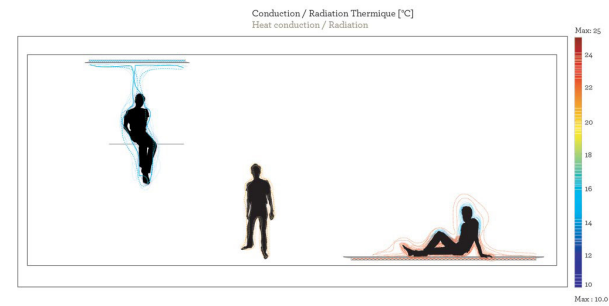 Conduction / Radiation Thermique [°C]
Heat conduction / Radiation
Max: 25
24
22
20
18
16
14
12
10
Max : 10.0